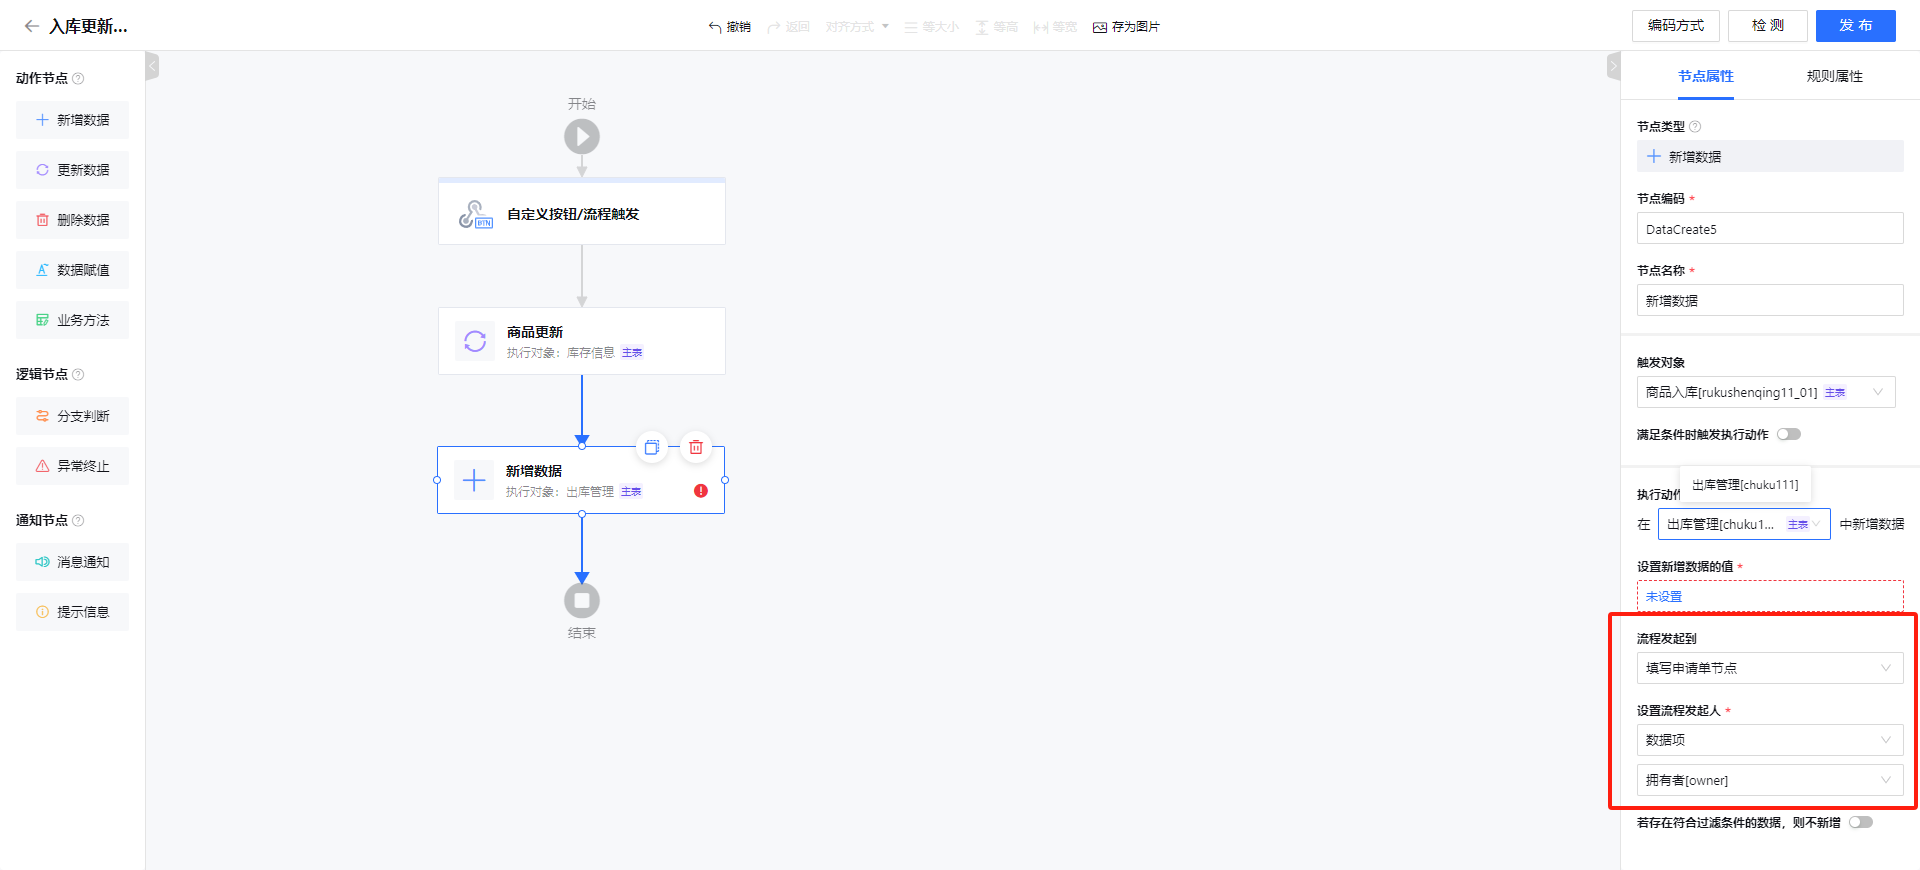 入库更新...
撤销
返回
对齐方式
等大小
等高
等宽
存为图片
编码方式
检 测
发 布
动作节点
新增数据
更新数据
删除数据
数据赋值
业务方法
逻辑节点
分支判断
异常终止
通知节点
消息通知
提示信息
开始
自定义按钮/流程触发
BTN
商品更新
执行对象：库存信息 主表
新增数据
执行对象：出库管理 主表
结束
节点属性
规则属性
节点类型
新增数据
节点编码 *
DataCreate5
节点名称 *
新增数据
触发对象
商品入库[rukushenqing11_01] 主表
满足条件时触发执行动作
出库管理[chuku111]
执行动作
在 出库管理[chuku1... 主表 中新增数据
设置新增数据的值 *
未设置
流程发起到
填写申请单节点
设置流程发起人 *
数据项
拥有者[owner]
若存在符合过滤条件的数据，则不新增